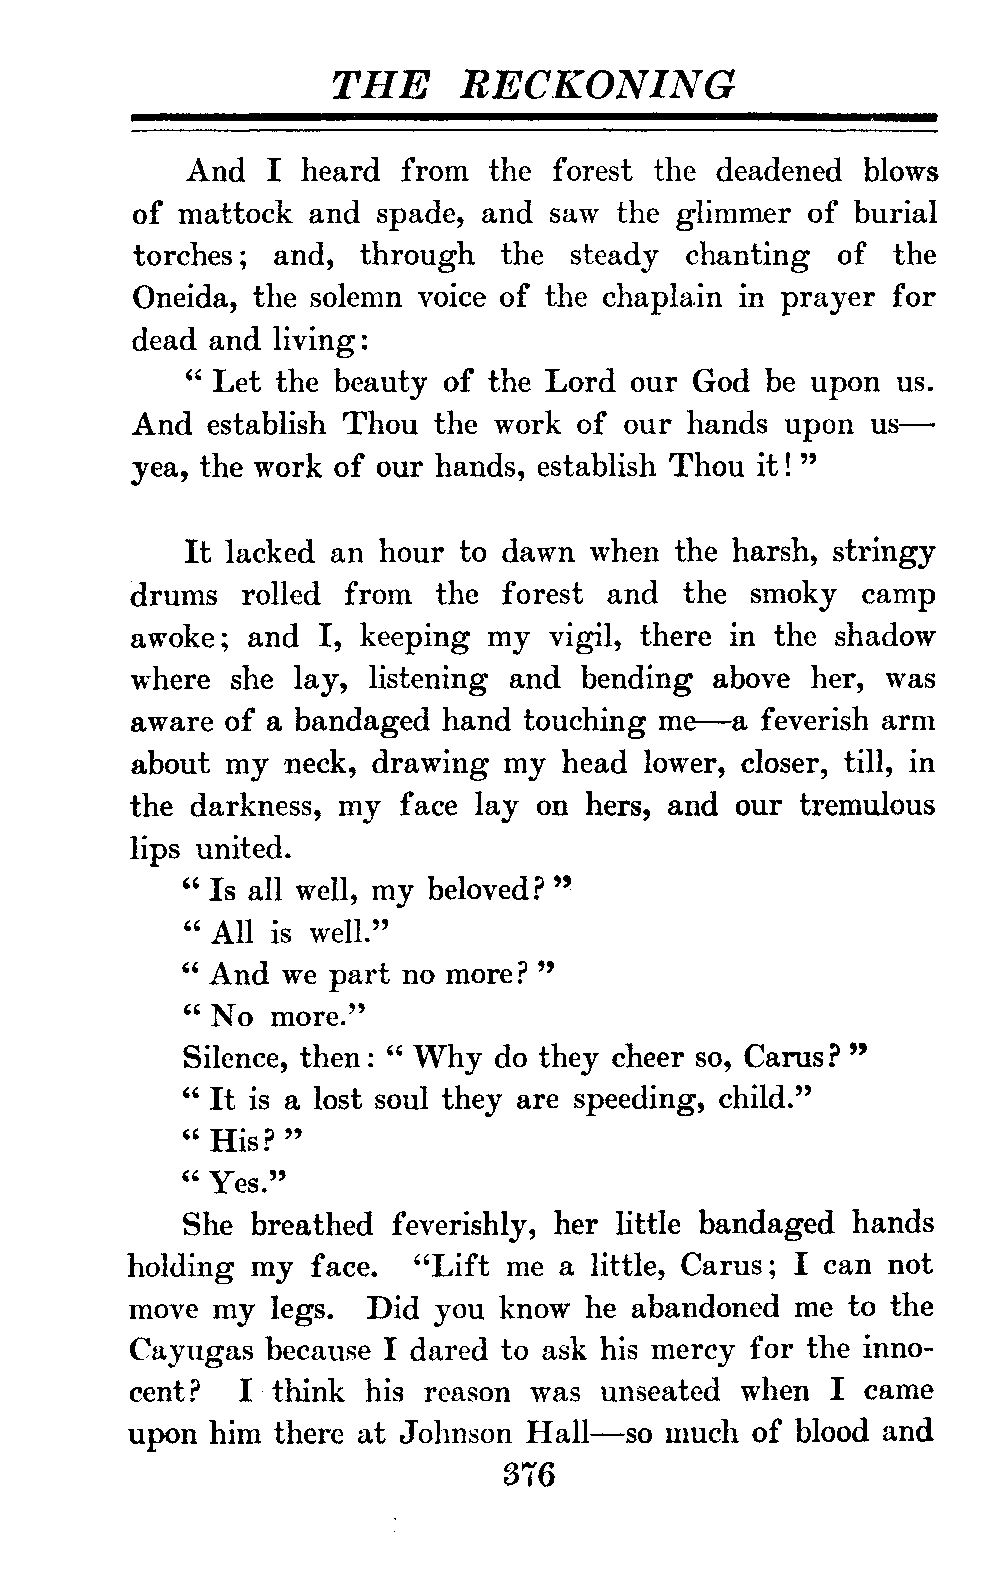 THE RECKONING
And I heard from the forest the deadened blows
of mattock and spade, and saw the glimmer of burial
torches; and, through the steady chanting of the
Oneida, the solemn voice of the chaplain in prayer for
dead and living:
“ Let the beauty of the Lord our God be upon us.
And establish Thou the work of our hands upon us—
yea, the work of our hands, establish Thou it! ”
It lacked an hour to dawn when the harsh, stringy
drums rolled from the forest and the smoky camp
awoke; and I, keeping my vigil, there in the shadow
where she lay, listening and bending above her, was
aware of a bandaged hand touching me—a feverish arm
about my neck, drawing my head lower, closer, till, in
the darkness, my face lay on hers, and our tremulous
lips united.
“ Is all well, my beloved? ”
“ All is well.”
“ And we part no more? ”
“ No more.”
Silence, then: “ Why do they cheer so, Carus? ”
“ It is a lost soul they are speeding, child.”
“ His? ”
“ Yes.”
She breathed feverishly, her little bandaged hands
holding my face. “Lift me a little, Carus; I can not
move my legs. Did you know he abandoned me to the
Cayugas because I dared to ask his mercy for the inno-
cent? I think his reason was unseated when I came
upon him there at Johnson Hall—so much of blood and
376